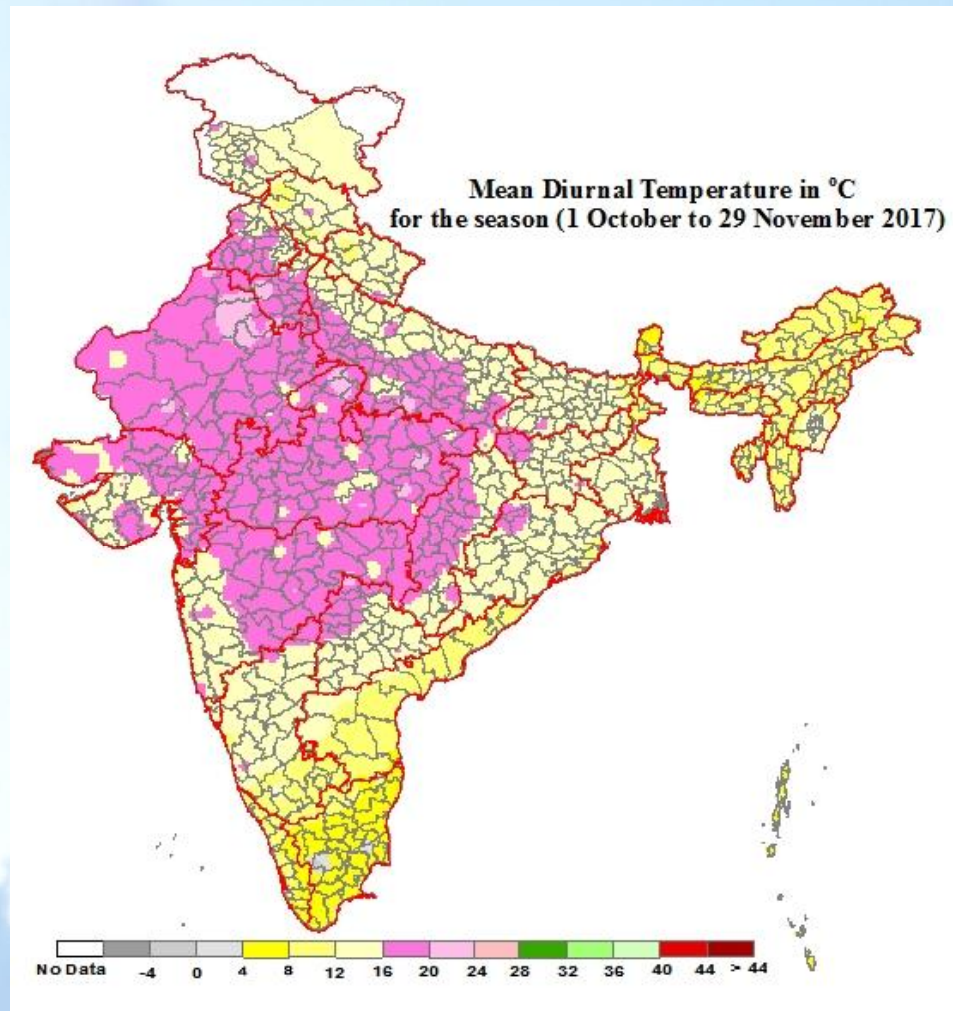 Mean Diurnal Temperature in °C
for the season (1 October to 29 November 2017)
No Data -4 0 4 8 12 16 20 24 28 32 36 40 44 > 44